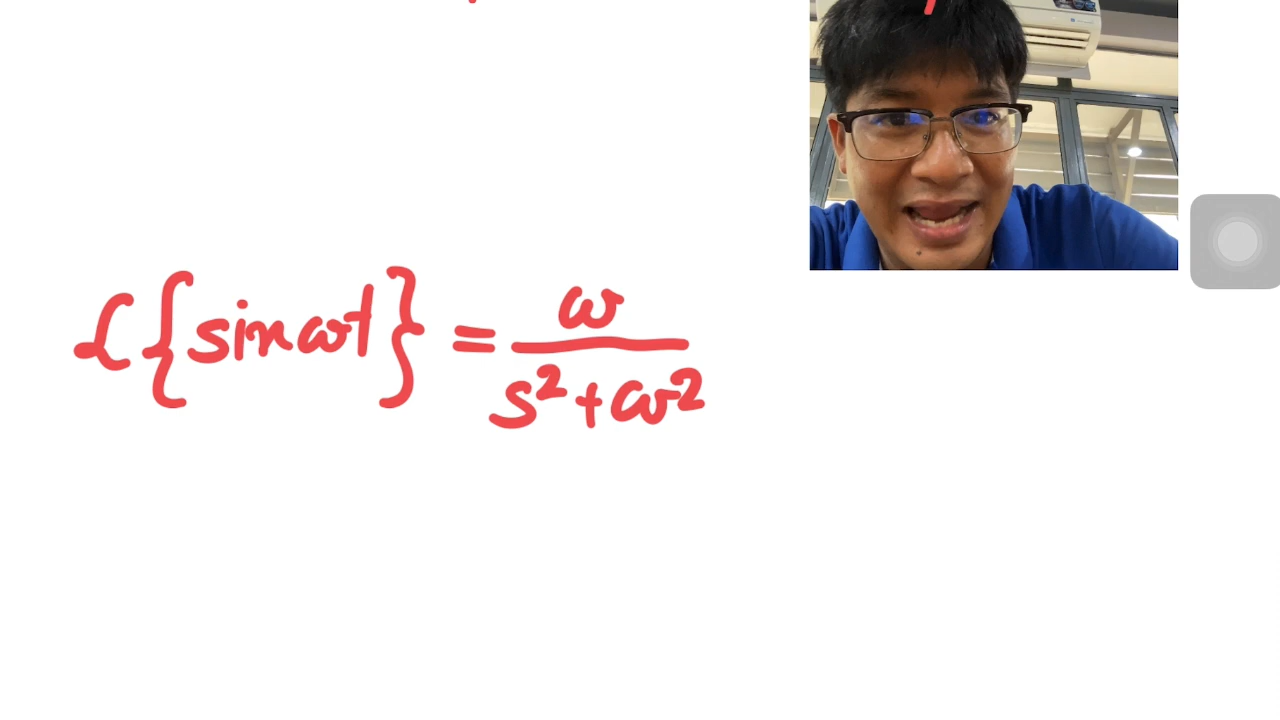 ℒ{sin ωt} = ω/(s²+ω²)